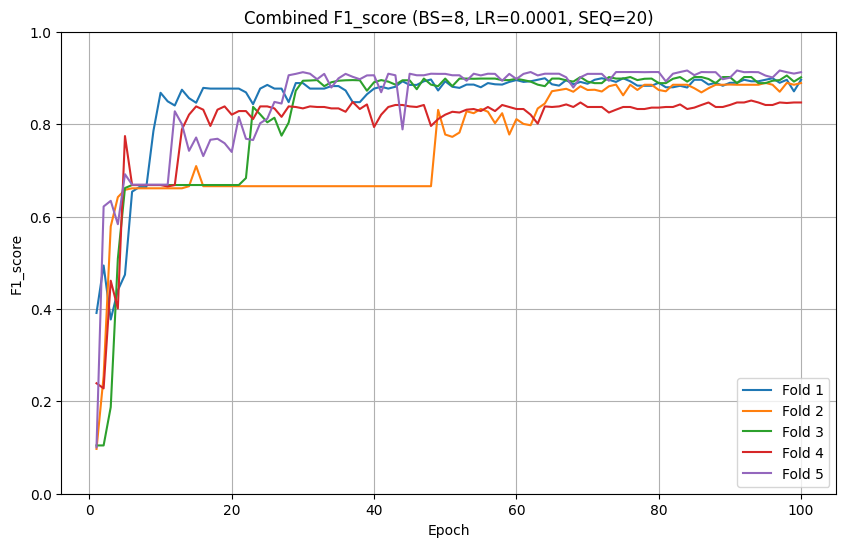 Combined F1_score (BS=8, LR=0.0001, SEQ=20)
1.0
0.8
0.6
0.4
0.2
0.0
F1_score
0
20
40
60
80
100
Epoch
Fold 1
Fold 2
Fold 3
Fold 4
Fold 5